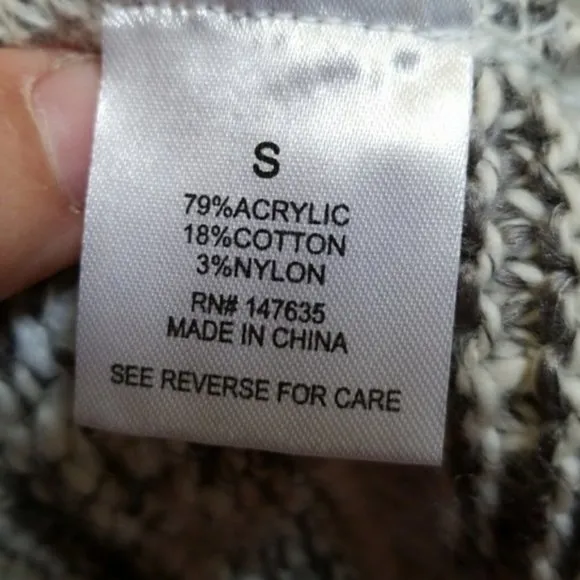 S
79%ACRYLIC
18%COTTON
3%NYLON
RN# 147635
MADE IN CHINA
SEE REVERSE FOR CARE